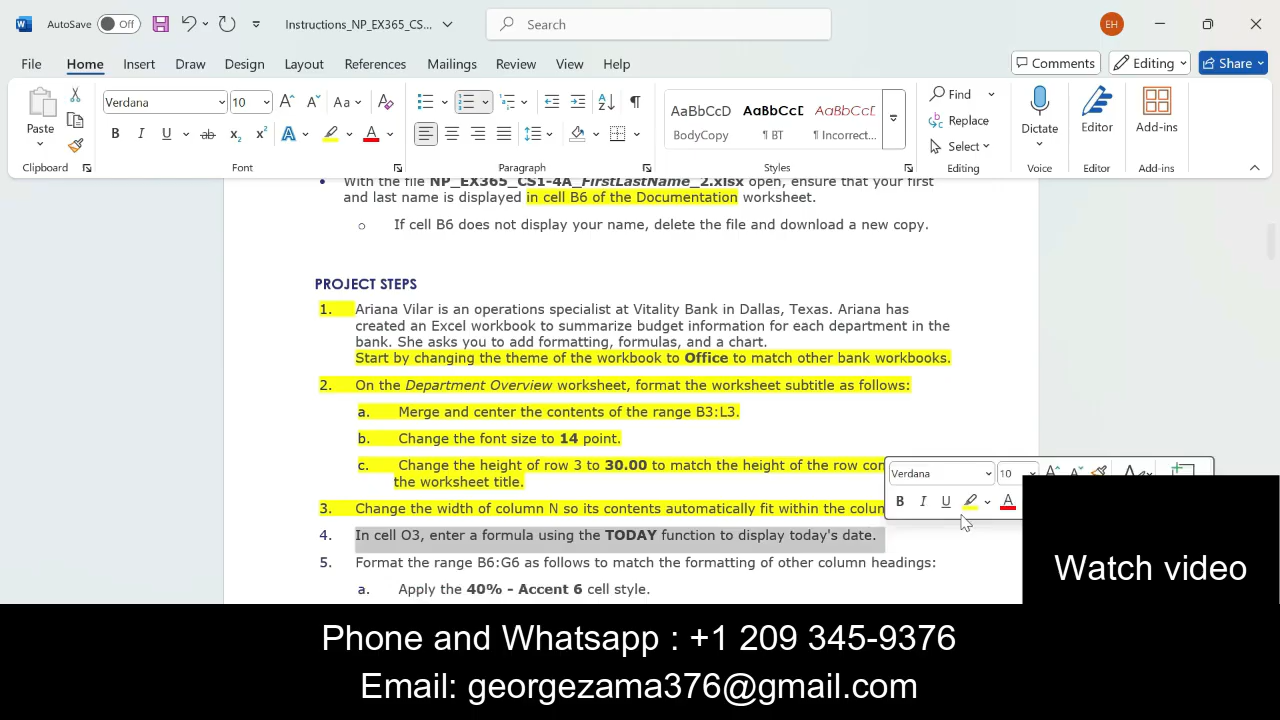 AutoSave Off Instructions_NP_EX365_CS... Search EH
File Home Insert Draw Design Layout References Mailings Review View Help Comments Editing Share
Paste Verdana 10 Aa AaBbCcD AaBbCcE AaBbCcDc Find Replace Select Dictate Editor Add-ins
BodyCopy ¶ BT ¶ Incorrect...
Clipboard Font Paragraph Styles Editing Voice Editor Add-ins
• With the file NP_EX365_CS1-4A_FirstLastName_2.xlsx open, ensure that your first
and last name is displayed in cell B6 of the Documentation worksheet.
o If cell B6 does not display your name, delete the file and download a new copy.
PROJECT STEPS
1. Ariana Vilar is an operations specialist at Vitality Bank in Dallas, Texas. Ariana has
created an Excel workbook to summarize budget information for each department in the
bank. She asks you to add formatting, formulas, and a chart.
Start by changing the theme of the workbook to Office to match other bank workbooks.
2. On the Department Overview worksheet, format the worksheet subtitle as follows:
a. Merge and center the contents of the range B3:L3.
b. Change the font size to 14 point.
c. Change the height of row 3 to 30.00 to match the height of the row con
the worksheet title.
Verdana 10
B I U A
3. Change the width of column N so its contents automatically fit within the colum
4. In cell O3, enter a formula using the TODAY function to display today's date.
5. Format the range B6:G6 as follows to match the formatting of other column headings:
a. Apply the 40% - Accent 6 cell style.
Watch video
Phone and Whatsapp : +1 209 345-9376
Email: georgezama376@gmail.com